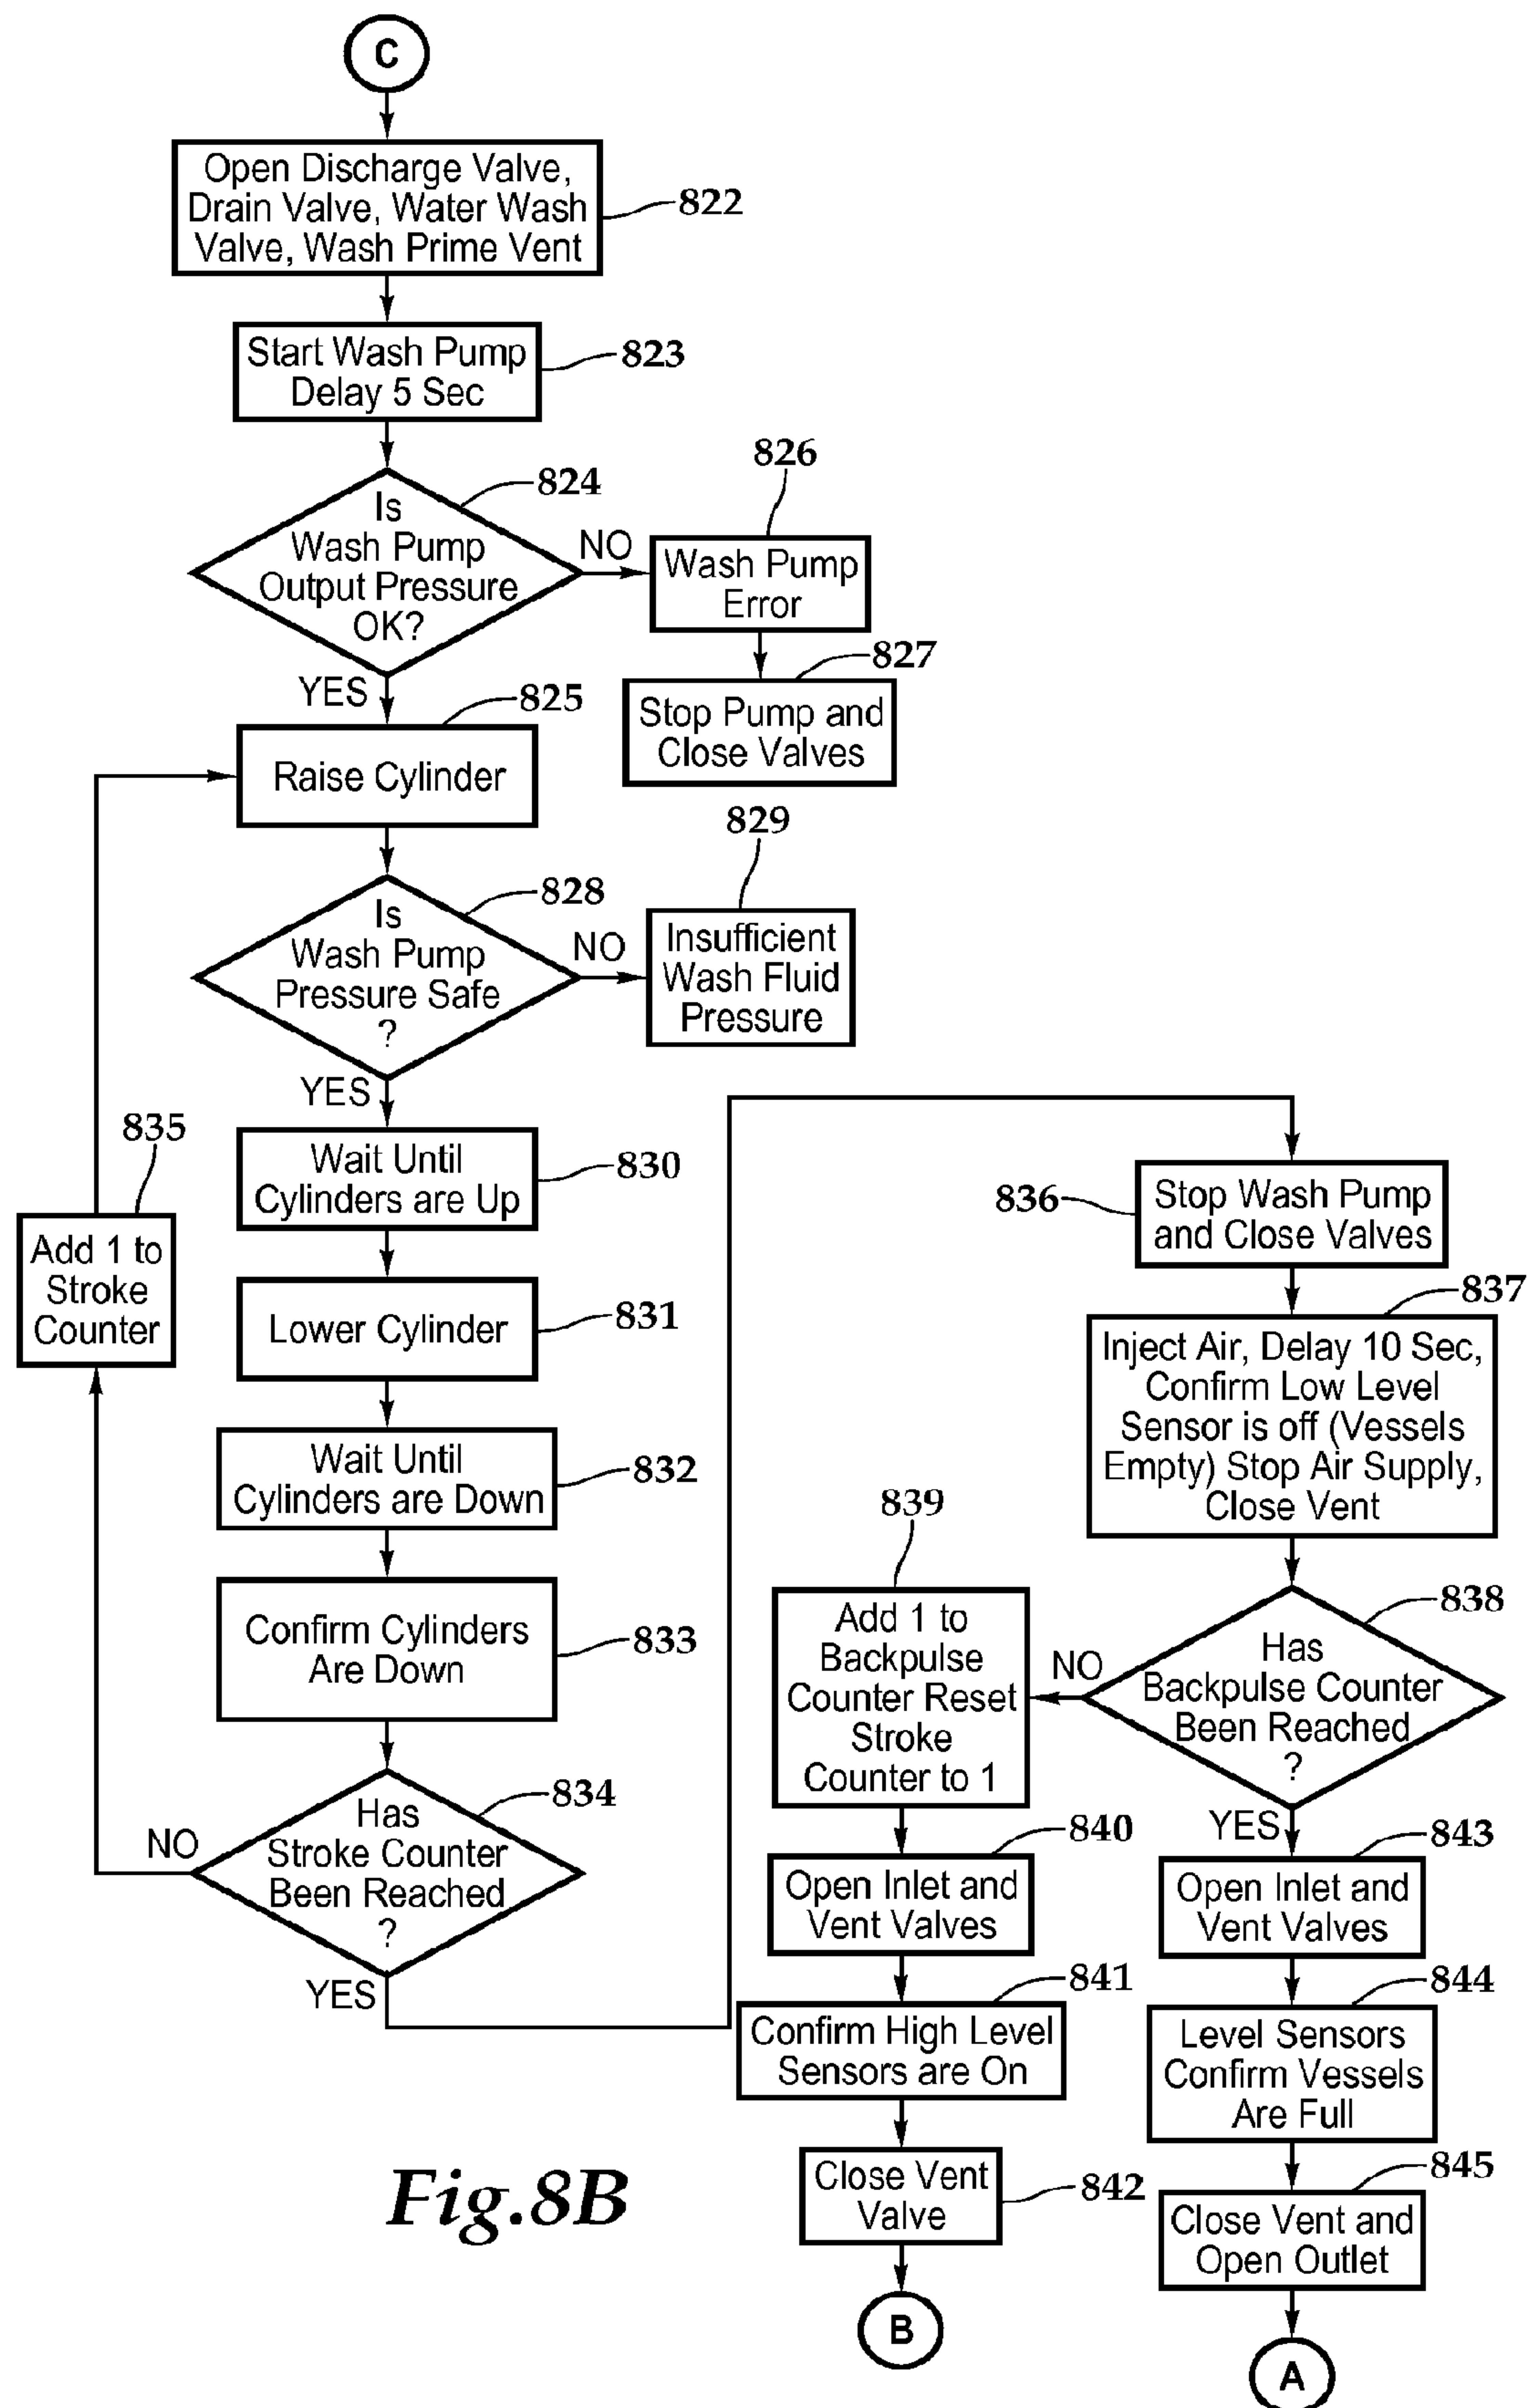 C
Open Discharge Valve,
Drain Valve, Water Wash
Valve, Wash Prime Vent
822
Start Wash Pump
Delay 5 Sec
823
Is
Wash Pump
Output Pressure
OK?
824
NO
826
Wash Pump
Error
827
Stop Pump and
Close Valves
YES
825
Raise Cylinder
828
Is
Wash Pump
Pressure Safe
?
NO
829
Insufficient
Wash Fluid
Pressure
YES
Wait Until
Cylinders are Up
830
Lower Cylinder
831
Wait Until
Cylinders are Down
832
Confirm Cylinders
Are Down
833
834
Has
Stroke Counter
Been Reached
?
NO
835
Add 1 to
Stroke
Counter
YES
836
Stop Wash Pump
and Close Valves
837
Inject Air, Delay 10 Sec,
Confirm Low Level
Sensor is off (Vessels
Empty) Stop Air Supply,
Close Vent
838
Has
Backpulse Counter
Been Reached
?
NO
839
Add 1 to
Backpulse
Counter Reset
Stroke
Counter to 1
840
Open Inlet and
Vent Valves
841
Confirm High Level
Sensors are On
Close Vent
Valve
842
B
YES
843
Open Inlet and
Vent Valves
844
Level Sensors
Confirm Vessels
Are Full
845
Close Vent and
Open Outlet
A
Fig.8B